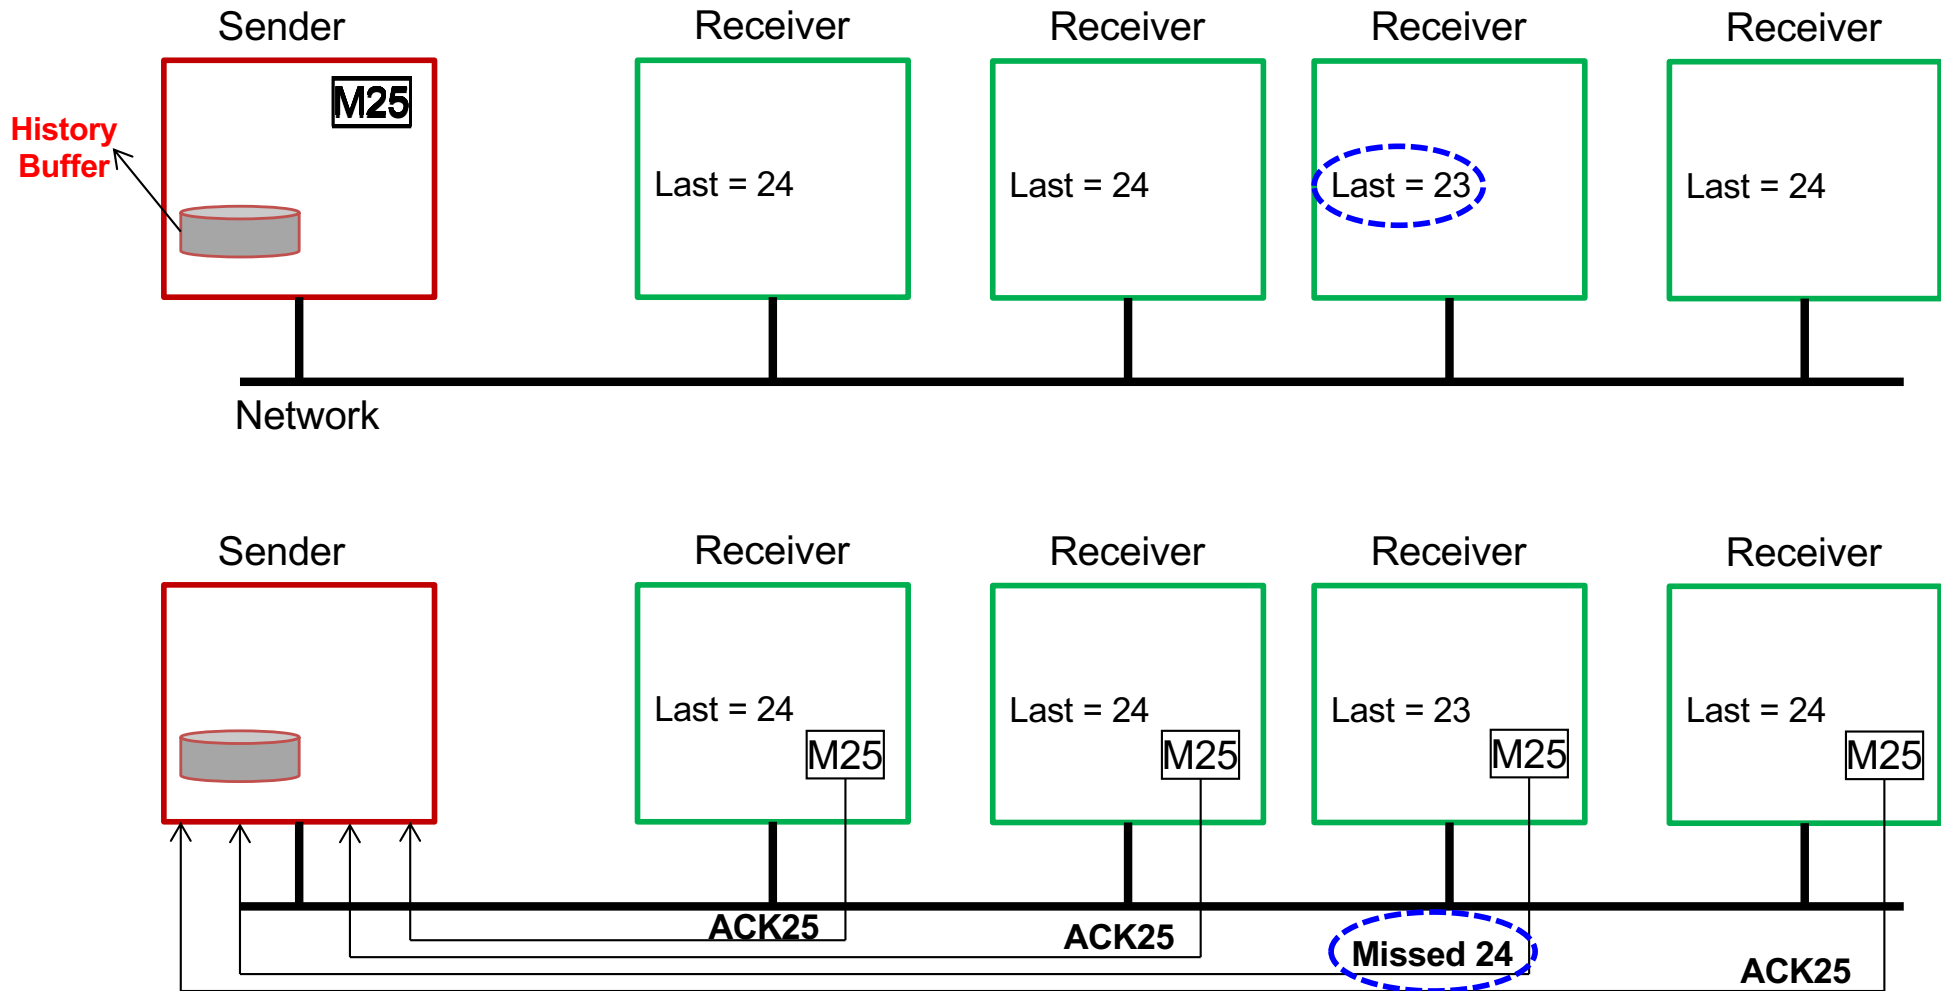 Sender
Receiver
Receiver
Receiver
Receiver
M25
History
Buffer
Last = 24
Last = 24
Last = 23
Last = 24
Network
Sender
Receiver
Receiver
Receiver
Receiver
Last = 24
Last = 24
Last = 23
Last = 24
M25
M25
M25
M25
ACK25
ACK25
Missed 24
ACK25